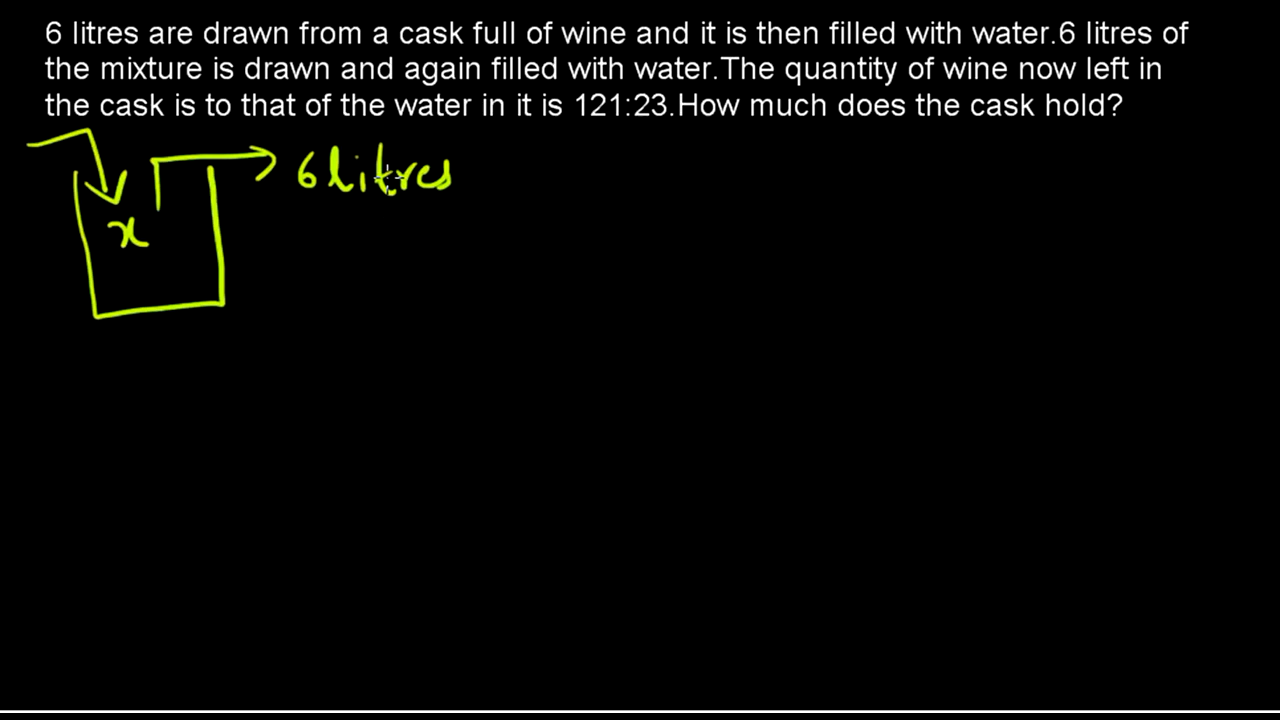 6 litres are drawn from a cask full of wine and it is then filled with water.6 litres of
the mixture is drawn and again filled with water.The quantity of wine now left in
the cask is to that of the water in it is 121:23.How much does the cask hold?
6 litres
x